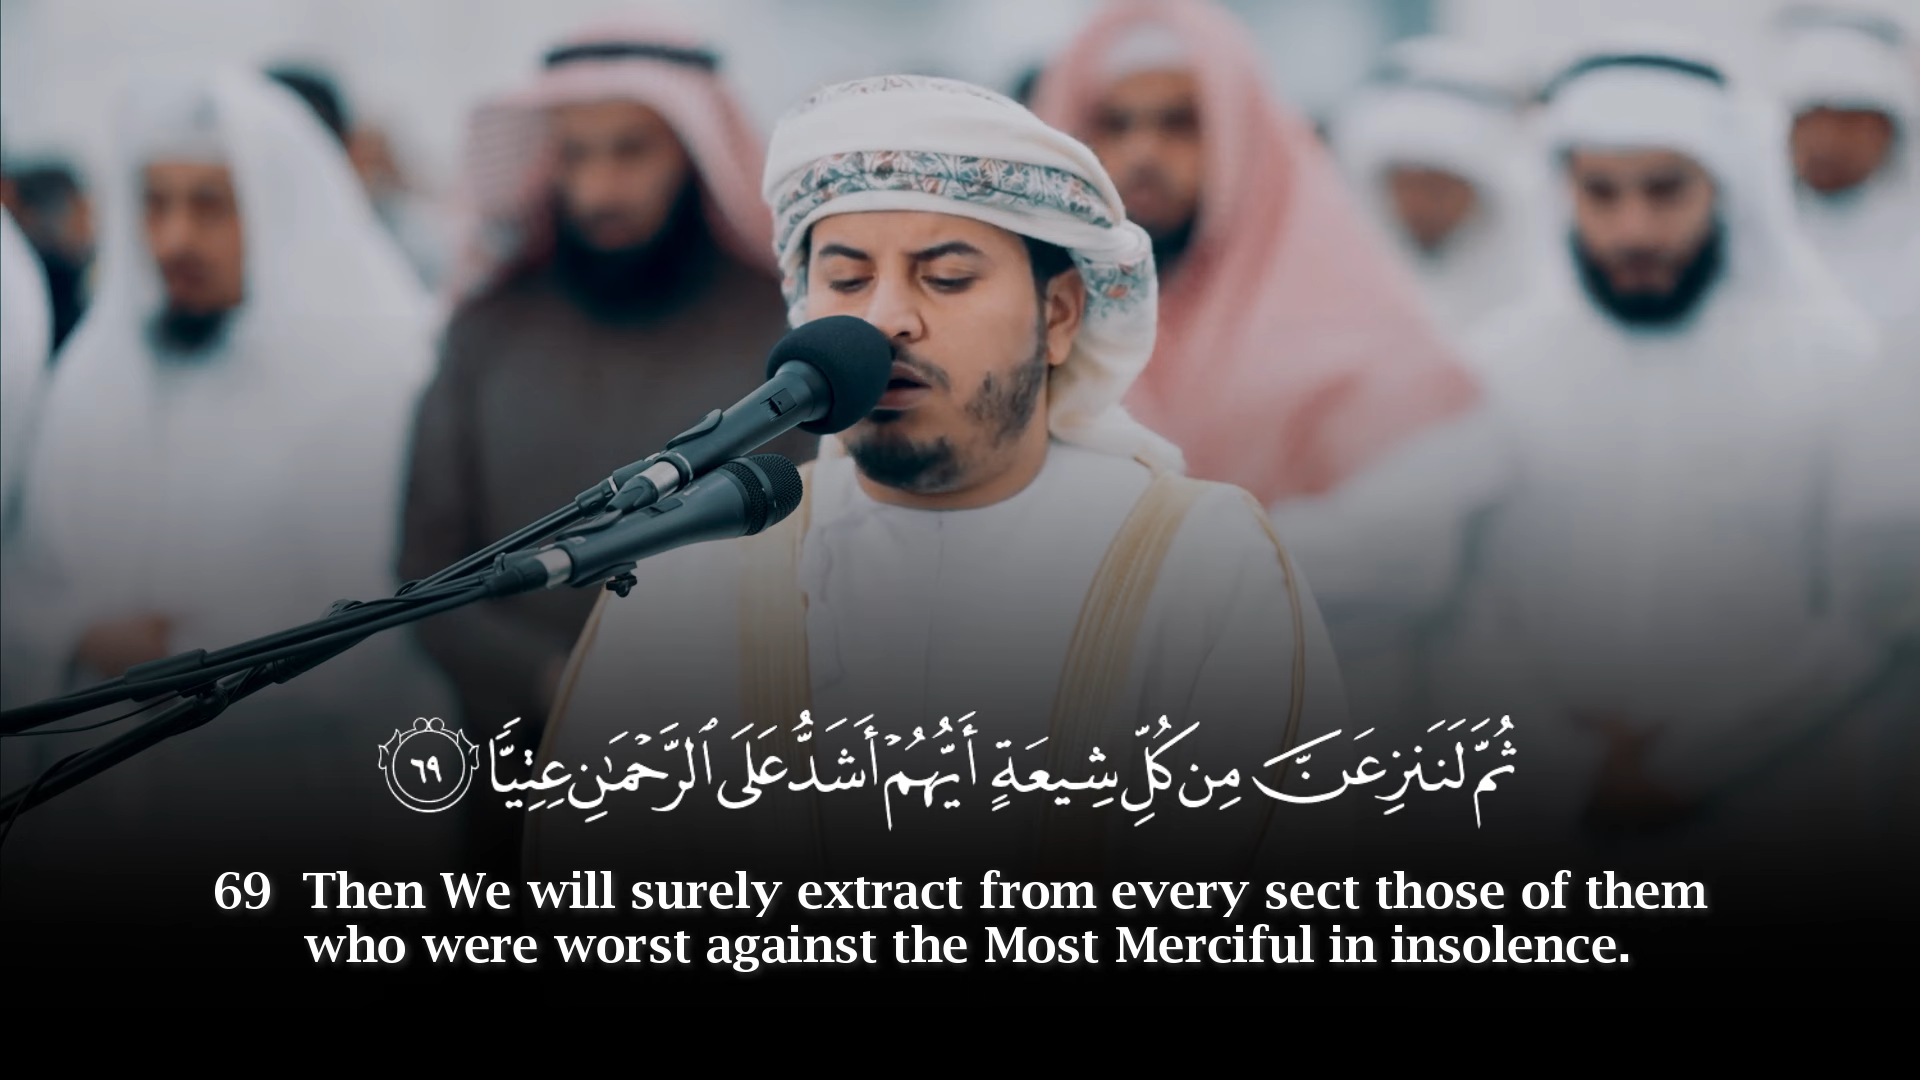 ثُمَّ لَنَنزِعَنَّ مِن كُلِّ شِيعَةٍ أَيُّهُمْ أَشَدُّ عَلَى ٱلرَّحْمَٰنِ عِتِيًّا ٦٩
69 Then We will surely extract from every sect those of them
who were worst against the Most Merciful in insolence.